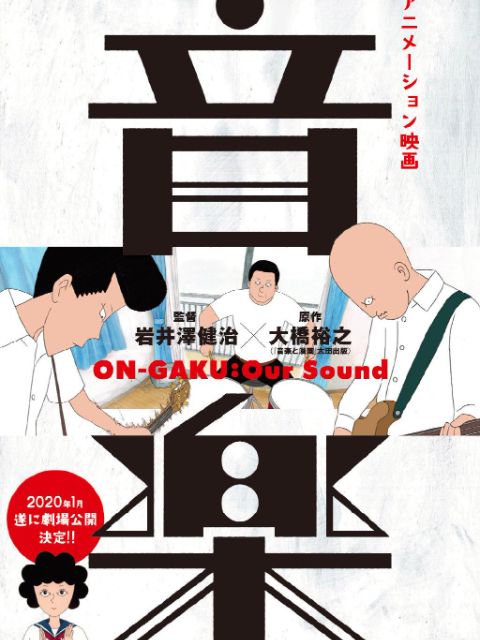 アニメーション映画
音楽
監督
岩井澤健治
×
原作
大橋裕之
(『音楽と漫画』太田出版)
ON-GAKU:Our Sound
2020年1月
遂に劇場公開
決定!!